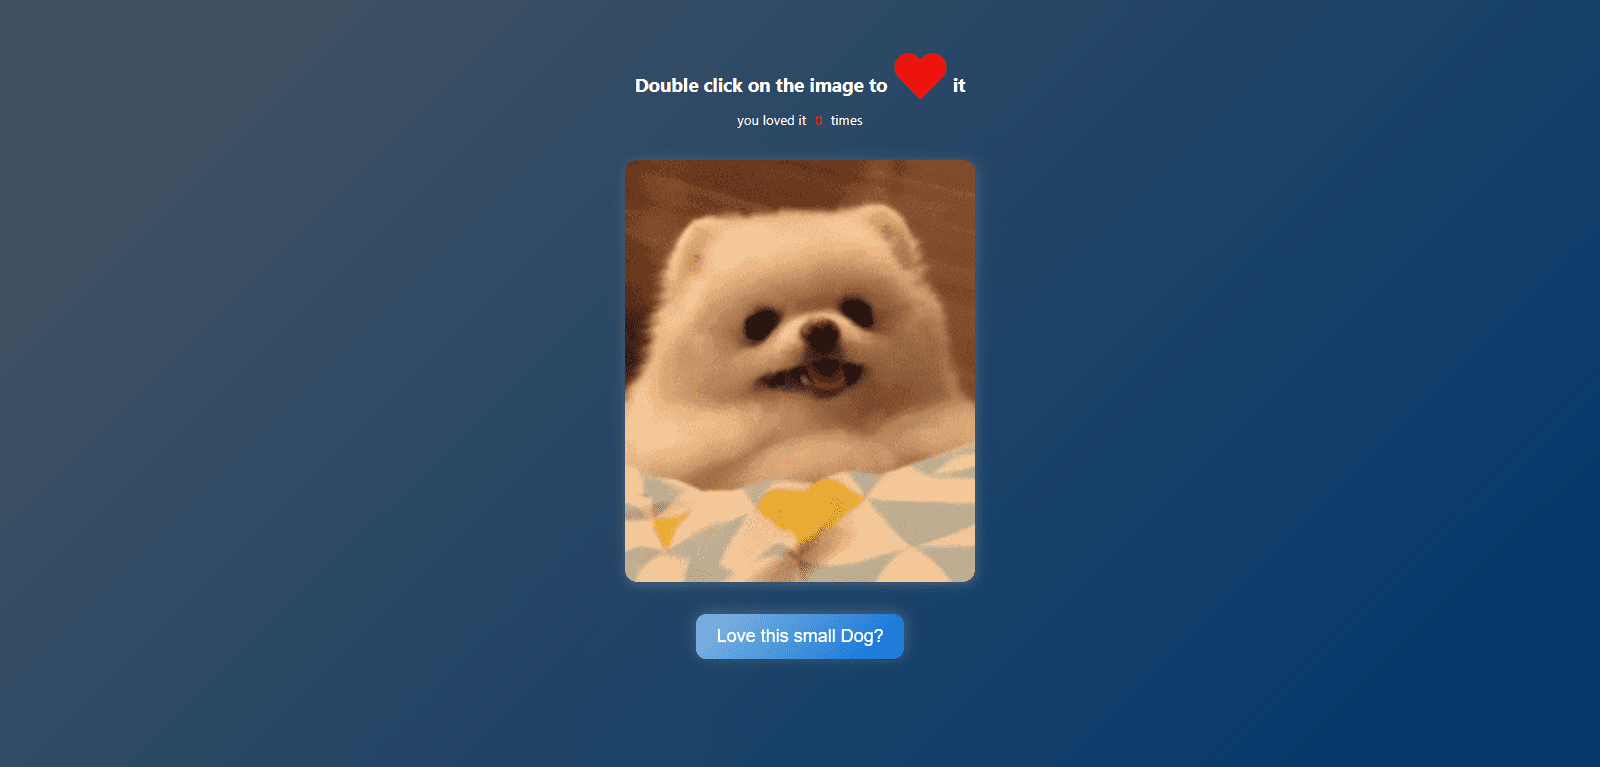 Double click on the image to it
you loved it 0 times
Love this small Dog?